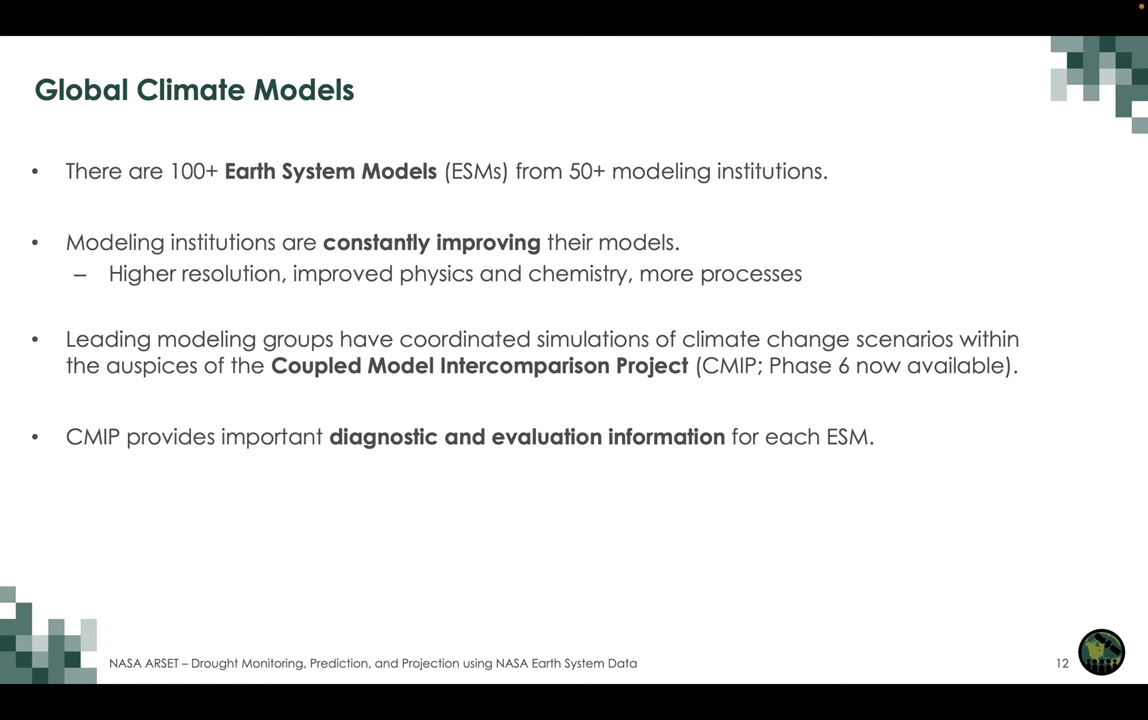 Global Climate Models
• There are 100+ Earth System Models (ESMs) from 50+ modeling institutions.
• Modeling institutions are constantly improving their models.
– Higher resolution, improved physics and chemistry, more processes
• Leading modeling groups have coordinated simulations of climate change scenarios within
the auspices of the Coupled Model Intercomparison Project (CMIP; Phase 6 now available).
• CMIP provides important diagnostic and evaluation information for each ESM.
NASA ARSET – Drought Monitoring, Prediction, and Projection using NASA Earth System Data
12